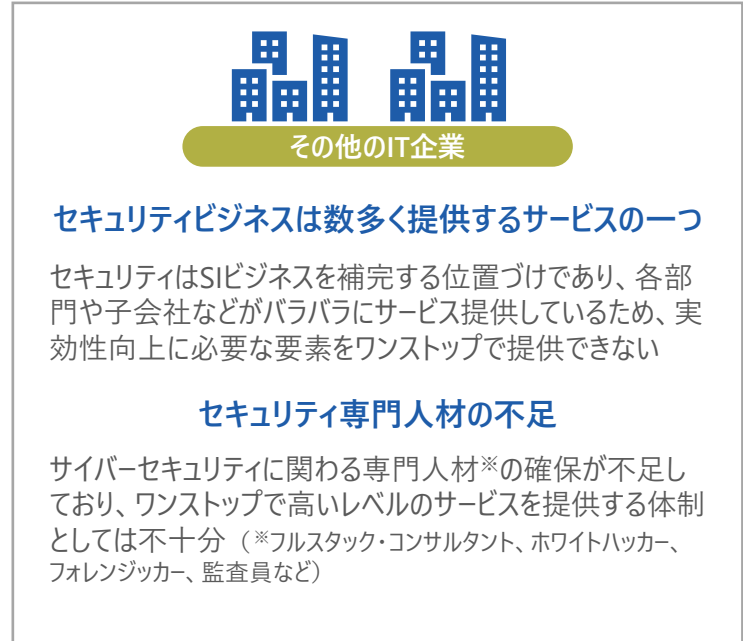 その他のIT企業
セキュリティビジネスは数多く提供するサービスの一つ
セキュリティはSIビジネスを補完する位置づけであり、各部
門や子会社などがバラバラにサービス提供しているため、実
効性向上に必要な要素をワンストップで提供できない
セキュリティ専門人材の不足
サイバーセキュリティに関わる専門人材※の確保が不足し
ており、ワンストップで高いレベルのサービスを提供する体制
としては不十分（※フルスタック・コンサルタント、ホワイトハッカー、
フォレンジッカー、監査員など）